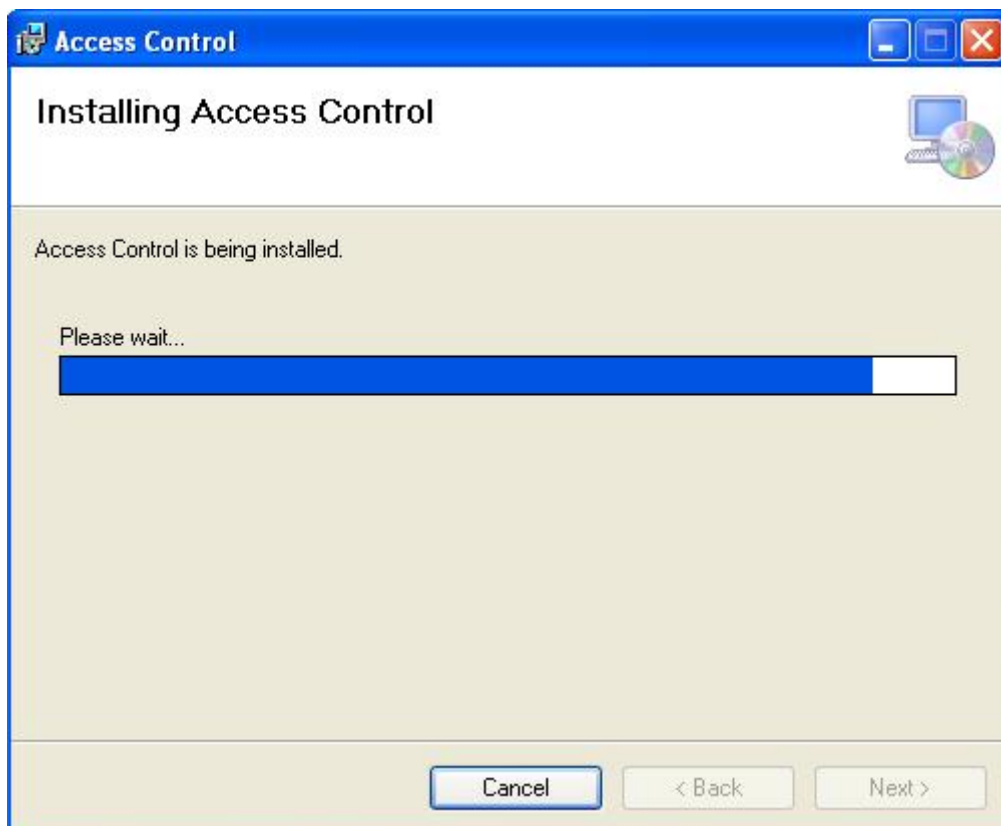 Access Control
Installing Access Control
Access Control is being installed.
Please wait...
Cancel
< Back
Next >